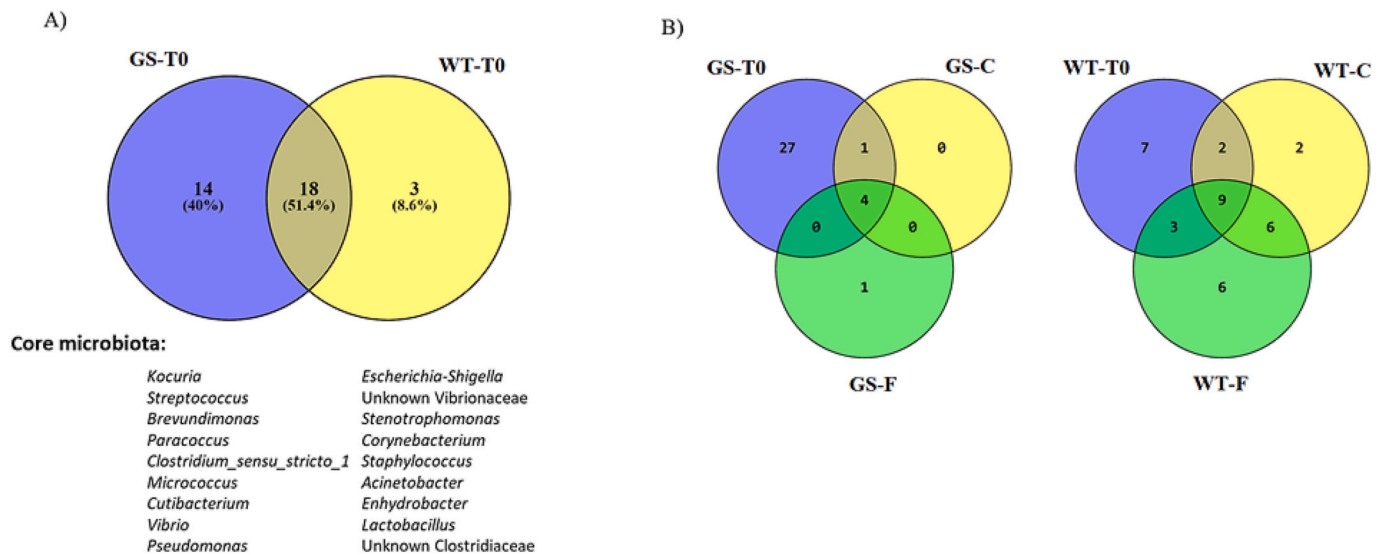 A)
GS-T0
WT-T0
14
(40%)
18
(51.4%)
3
(8.6%)
Core microbiota:
Kocuria
Streptococcus
Brevundimonas
Paracoccus
Clostridium_sensu_stricto_1
Micrococcus
Cutibacterium
Vibrio
Pseudomonas
Escherichia-Shigella
Unknown Vibrionaceae
Stenotrophomonas
Corynebacterium
Staphylococcus
Acinetobacter
Enhydrobacter
Lactobacillus
Unknown Clostridiaceae
B)
GS-T0
GS-C
27
1
0
4
0
0
1
GS-F
WT-T0
WT-C
7
2
2
9
3
6
6
WT-F